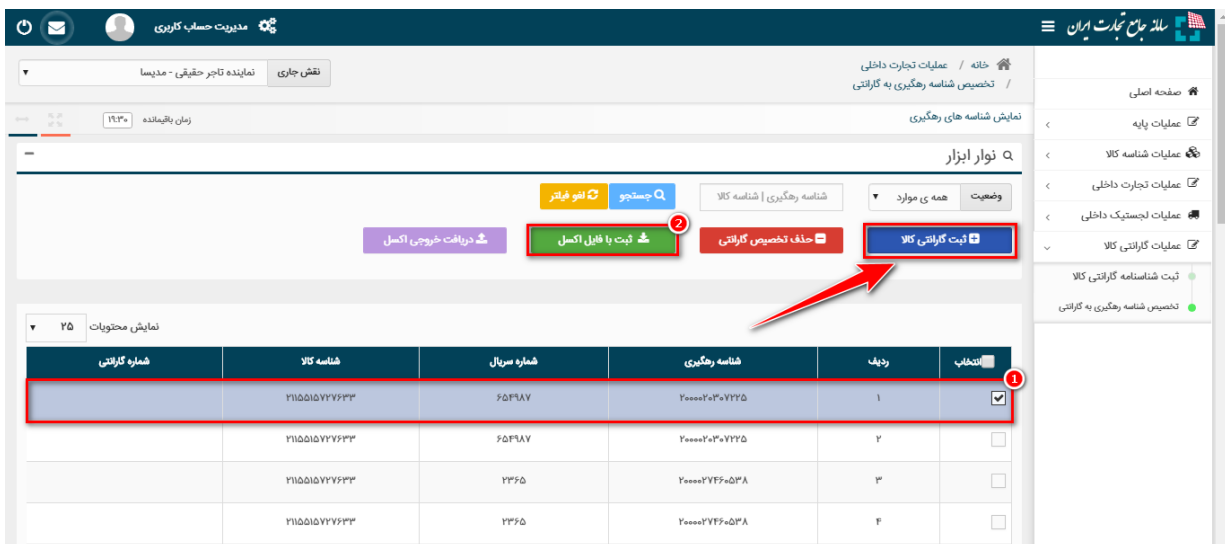 سامانه جامع تجارت ایران
مدیریت حساب کاربری
خانه / عملیات تجارت داخلی
/ تخصیص شناسه رهگیری به گارانتی
نقش جاری
نماینده تاجر حقیقی - مدیسا
صفحه اصلی
عملیات پایه
عملیات شناسه کالا
عملیات تجارت داخلی
عملیات لجستیک داخلی
عملیات گارانتی کالا
ثبت شناسنامه گارانتی کالا
تخصیص شناسه رهگیری به گارانتی
نمایش شناسه های رهگیری
زمان باقیمانده ۱۹:۳۰
نوار ابزار
وضعیت همه ی موارد شناسه رهگیری | شناسه کالا جستجو لغو فیلتر
2
ثبت گارانتی کالا حذف تخصیص گارانتی ثبت با فایل اکسل دریافت خروجی اکسل
نمایش محتویات ۲۵
انتخاب ردیف شناسه رهگیری شماره سریال شناسه کالا شماره گارانتی
1
۱ ۲۰۰۰۰۲۰۳۰۷۲۲۵ ۶۵۴۹۸۷ ۲۱۱۵۵۱۵۷۲۷۶۳۳
۲ ۲۰۰۰۰۲۰۳۰۷۲۲۵ ۶۵۴۹۸۷ ۲۱۱۵۵۱۵۷۲۷۶۳۳
۳ ۲۰۰۰۰۲۷۴۶۰۵۳۸ ۲۳۶۵ ۲۱۱۵۵۱۵۷۲۷۶۳۳
۴ ۲۰۰۰۰۲۷۴۶۰۵۳۸ ۲۳۶۵ ۲۱۱۵۵۱۵۷۲۷۶۳۳